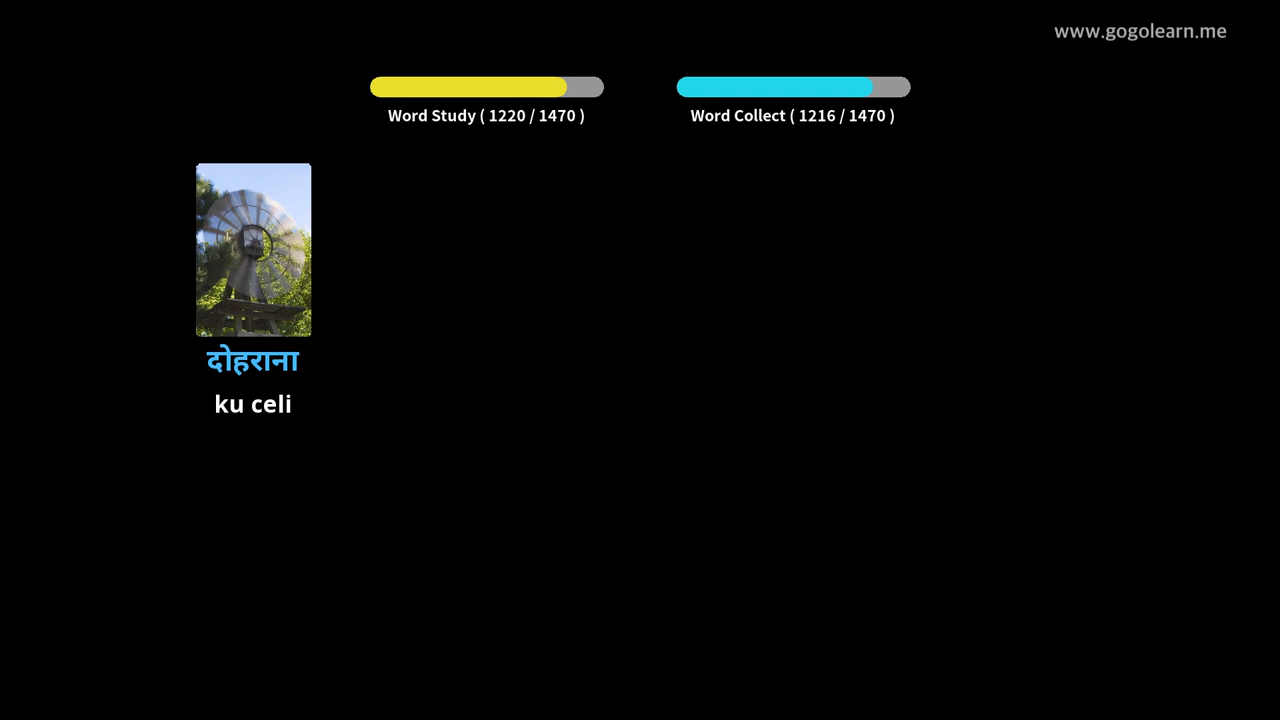 www.gogolearn.me
Word Study ( 1220 / 1470 )
Word Collect ( 1216 / 1470 )
दोहराना
ku celi